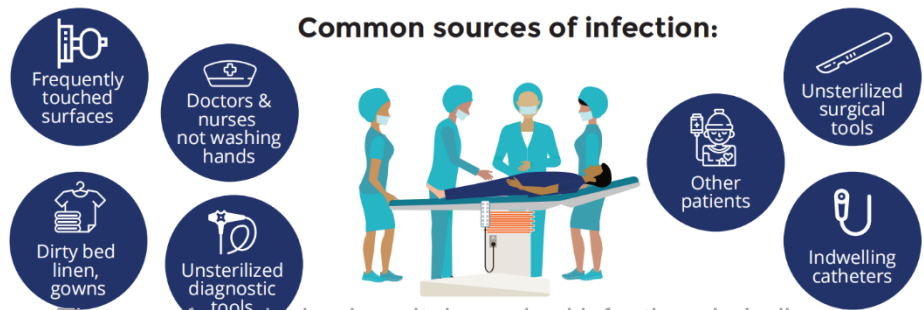 Common sources of infection:
Frequently
touched
surfaces
Doctors &
nurses
not washing
hands
Dirty bed
linen,
gowns
Unsterilized
diagnostic
tools
Other
patients
Unsterilized
surgical
tools
Indwelling
catheters